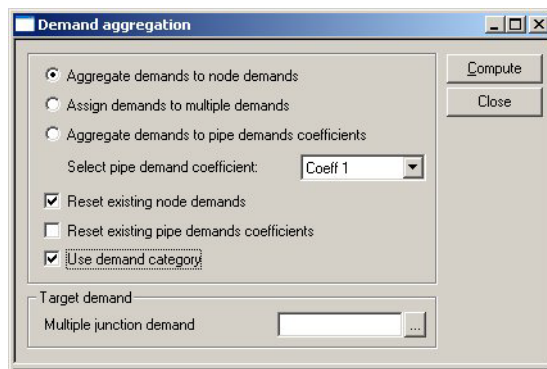 Demand aggregation
Aggregate demands to node demands
Assign demands to multiple demands
Aggregate demands to pipe demands coefficients
Select pipe demand coefficient: Coeff 1
Reset existing node demands
Reset existing pipe demands coefficients
Use demand category
Target demand
Multiple junction demand ...
Compute
Close